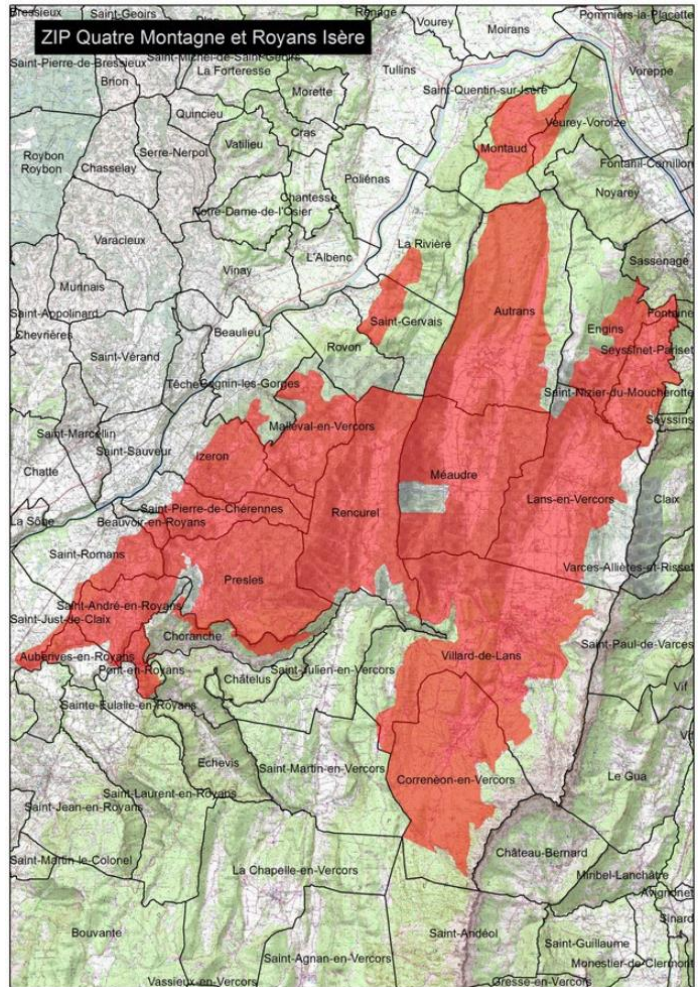 Bressieux
Saint-Geoirs
Renage
Vourey
Moirans
Pommiers-la-Placette
ZIP Quatre Montagne et Royans Isère
Saint-Pierre-de-Bressieux
Saint-Michel-de-Saint-Geoirs
La Forteresse
Tullins
Voreppe
Brion
Morette
Saint-Quentin-sur-Isère
Quincieu
Veurey-Voroize
Cras
Vatilieu
Serre-Nerpol
Montaud
Roybon
Roybon
Chasselay
Fontanil-Cornillon
Poliénas
Noyarey
Chantesse
Notre-Dame-de-l'Osier
Varacieux
La Rivière
L'Albenc
Sassenage
Vinay
Murinais
Saint-Appolinard
Autrans
Fontaine
Saint-Gervais
Engins
Chevrières
Beaulieu
Rovon
Seyssinet-Pariset
Saint-Vérand
Têche
Cognin-les-Gorges
Saint-Nizier-du-Moucherotte
Seyssins
Malleval-en-Vercors
Saint-Marcellin
Saint-Sauveur
Izeron
Chatte
Méaudre
Lans-en-Vercors
Claix
Saint-Pierre-de-Chérennes
Rencurel
La Sône
Beauvoir-en-Royans
Saint-Romans
Varces-Allières-et-Risset
Presles
Saint-André-en-Royans
Saint-Just-de-Claix
Choranche
Saint-Paul-de-Varces
Auberives-en-Royans
Villard-de-Lans
Pont-en-Royans
Saint-Julien-en-Vercors
Châtelus
Vif
Sainte-Eulalie-en-Royans
Echevis
Saint-Martin-en-Vercors
Corrençon-en-Vercors
Le Gua
Saint-Laurent-en-Royans
Saint-Jean-en-Royans
Château-Bernard
Saint-Martin-le-Colonel
La Chapelle-en-Vercors
Miribel-Lanchâtre
Avignonet
Sinard
Bouvante
Saint-Andéol
Saint-Guillaume
Saint-Agnan-en-Vercors
Monestier-de-Clermont
Vassieux-en-Vercors
Gresse-en-Vercors